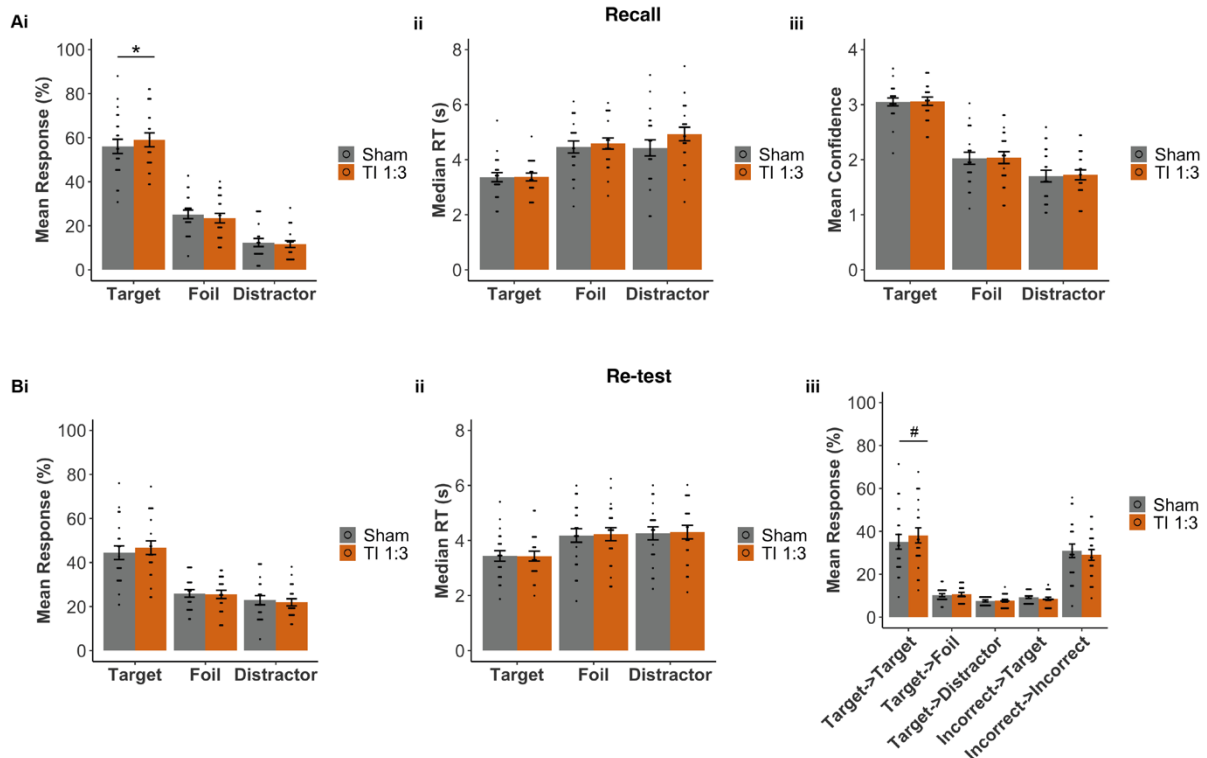 Recall
Ai
Mean Response (%)
100
80
60
40
20
0
*
Target Foil Distractor
Sham
TI 1:3
ii
Median RT (s)
8
6
4
2
0
Target Foil Distractor
Sham
TI 1:3
iii
Mean Confidence
4
3
2
1
Target Foil Distractor
Sham
TI 1:3
Re-test
Bi
Mean Response (%)
100
80
60
40
20
0
Target Foil Distractor
Sham
TI 1:3
ii
Median RT (s)
8
6
4
2
0
Target Foil Distractor
Sham
TI 1:3
iii
Mean Response (%)
100
80
60
40
20
0
#
Target->Target
Target->Foil
Target->Distractor
Incorrect->Target
Incorrect->Incorrect
Sham
TI 1:3